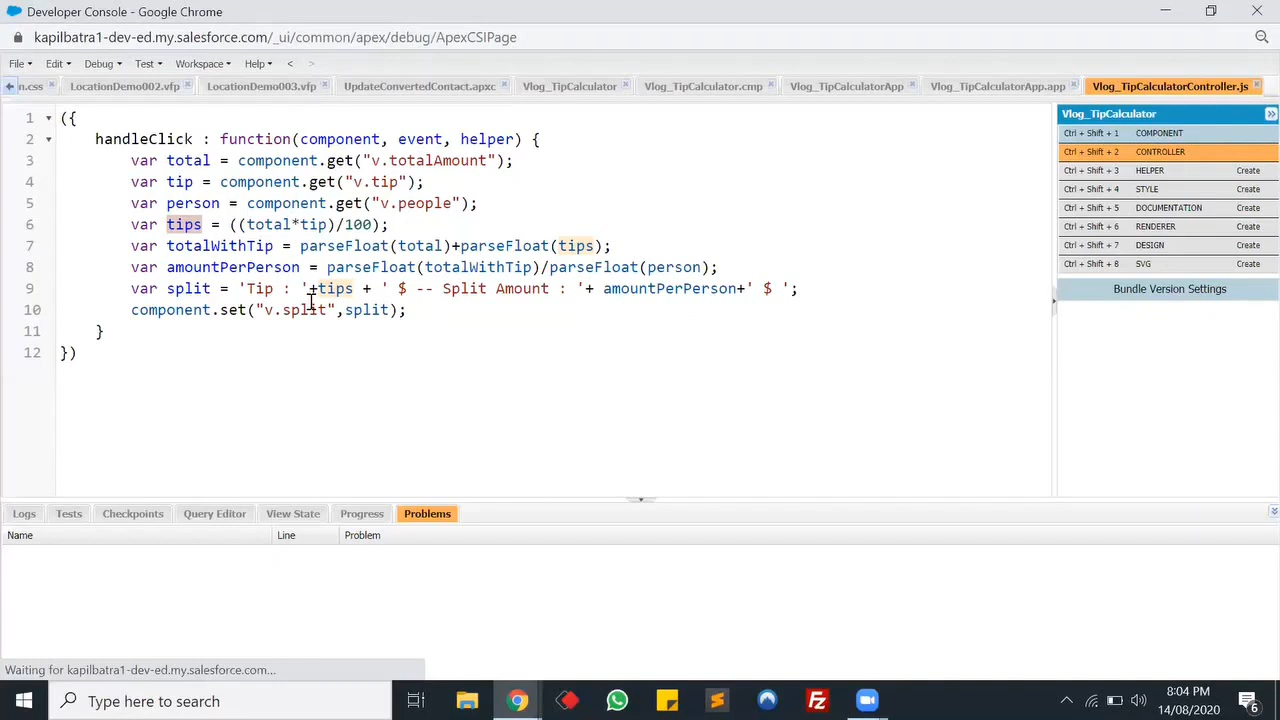 Developer Console - Google Chrome
kapilbatra1-dev-ed.my.salesforce.com/_ui/common/apex/debug/ApexCSIPage
File Edit Debug Test Workspace Help < >
n.css LocationDemo002.vfp LocationDemo003.vfp UpdateConvertedContact.apxc Vlog_TipCalculator Vlog_TipCalculator.cmp Vlog_TipCalculatorApp Vlog_TipCalculatorApp.app Vlog_TipCalculatorController.js
1 ({
2 handleClick : function(component, event, helper) {
3 var total = component.get("v.totalAmount");
4 var tip = component.get("v.tip");
5 var person = component.get("v.people");
6 var tips = ((total*tip)/100);
7 var totalWithTip = parseFloat(total)+parseFloat(tips);
8 var amountPerPerson = parseFloat(totalWithTip)/parseFloat(person);
9 var split = 'Tip : '+tips + ' $ -- Split Amount : '+ amountPerPerson+' $ ';
10 component.set("v.split",split);
11 }
12 })
Vlog_TipCalculator
Ctrl + Shift + 1 COMPONENT
Ctrl + Shift + 2 CONTROLLER
Ctrl + Shift + 3 HELPER Create
Ctrl + Shift + 4 STYLE Create
Ctrl + Shift + 5 DOCUMENTATION Create
Ctrl + Shift + 6 RENDERER Create
Ctrl + Shift + 7 DESIGN Create
Ctrl + Shift + 8 SVG Create
Bundle Version Settings
Logs Tests Checkpoints Query Editor View State Progress Problems
Name Line Problem
Waiting for kapilbatra1-dev-ed.my.salesforce.com...
Type here to search
8:04 PM
14/08/2020
6